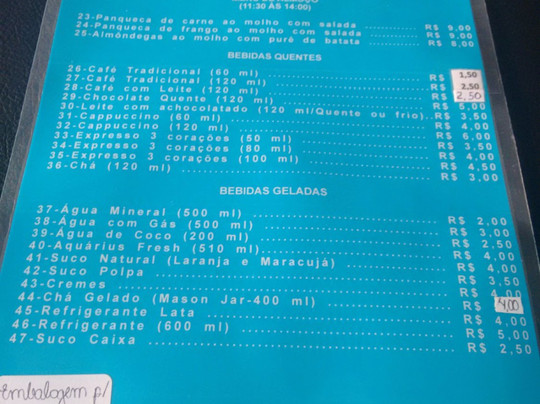 (11:30 ÀS 14:00)
23-Panqueca de carne ao molho com salada R$ 9,00
24-Panqueca de frango ao molho com salada R$ 9,00
25-Almôndegas ao molho com purê de batata R$ 8,00
BEBIDAS QUENTES
26-Café Tradicional (60 ml) R$ 1,50
27-Café Tradicional (120 ml) R$ 2,50
28-Café com Leite (120 ml) R$ 2,50
29-Chocolate Quente (120 ml) R$ 6,00
30-Leite com achocolatado (120 ml/Quente ou frio) R$ 3,50
31-Cappuccino (60 ml) R$ 4,00
32-Cappuccino (120 ml) R$ 6,00
33-Expresso 3 corações (50 ml) R$ 3,50
34-Expresso 3 corações (80 ml) R$ 4,00
35-Expresso 3 corações (100 ml) R$ 4,50
36-Chá (120 ml) R$ 3,00
BEBIDAS GELADAS
37-Água Mineral (500 ml) R$ 2,00
38-Água com Gás (500 ml) R$ 3,00
39-Água de Coco (200 ml) R$ 2,50
40-Aquárius Fresh (510 ml) R$ 4,00
41-Suco Natural (Laranja e Maracujá) R$ 4,00
42-Suco Polpa R$ 3,50
43-Cremes R$
44-Chá Gelado (Mason Jar-400 ml) R$ 4,00
45-Refrigerante Lata R$ 4,00
46-Refrigerante (600 ml) R$ 5,00
47-Suco Caixa R$ 2,50
embalagem p/